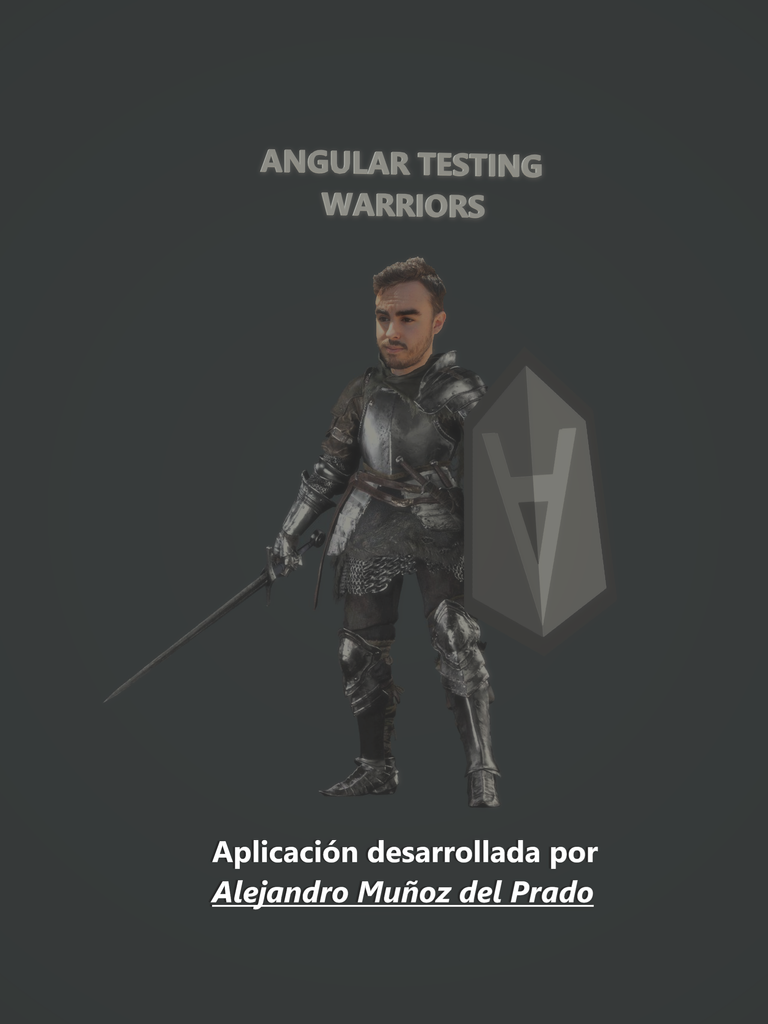 ANGULAR TESTING
WARRIORS
Aplicación desarrollada por
Alejandro Muñoz del Prado